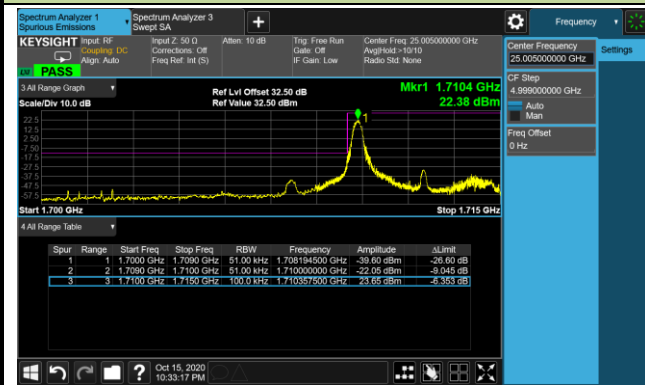 Spectrum Analyzer 1
Spurious Emissions
Spectrum Analyzer 3
Swept SA
Frequency
KEYSIGHT
Input: RF
Coupling: DC
Align: Auto
Input Z: 50 Ω
Corrections: Off
Freq Ref: Int (S)
Atten: 10 dB
Trig: Free Run
Gate: Off
IF Gain: Low
Center Freq: 25.005000000 GHz
Avg|Hold:>10/10
Radio Std: None
PASS
Center Frequency
25.005000000 GHz
Settings
CF Step
4.999000000 GHz
Auto
Man
Freq Offset
0 Hz
3 All Range Graph
Scale/Div 10.0 dB
Ref Lvl Offset 32.50 dB
Ref Value 32.50 dBm
Mkr1 1.7104 GHz
22.38 dBm
1
22.5
12.5
2.50
-7.50
-17.5
-27.5
-37.5
-47.5
-57.5
Start 1.700 GHz
Stop 1.715 GHz
4 All Range Table
Spur Range Start Freq Stop Freq RBW Frequency Amplitude ΔLimit
1 1 1.7000 GHz 1.7090 GHz 51.00 kHz 1.708194500 GHz -39.60 dBm -26.60 dB
2 2 1.7090 GHz 1.7100 GHz 51.00 kHz 1.710000000 GHz -22.05 dBm -9.045 dB
3 3 1.7100 GHz 1.7150 GHz 100.0 kHz 1.710357500 GHz 23.65 dBm -6.353 dB
?
Oct 15, 2020
10:33:17 PM